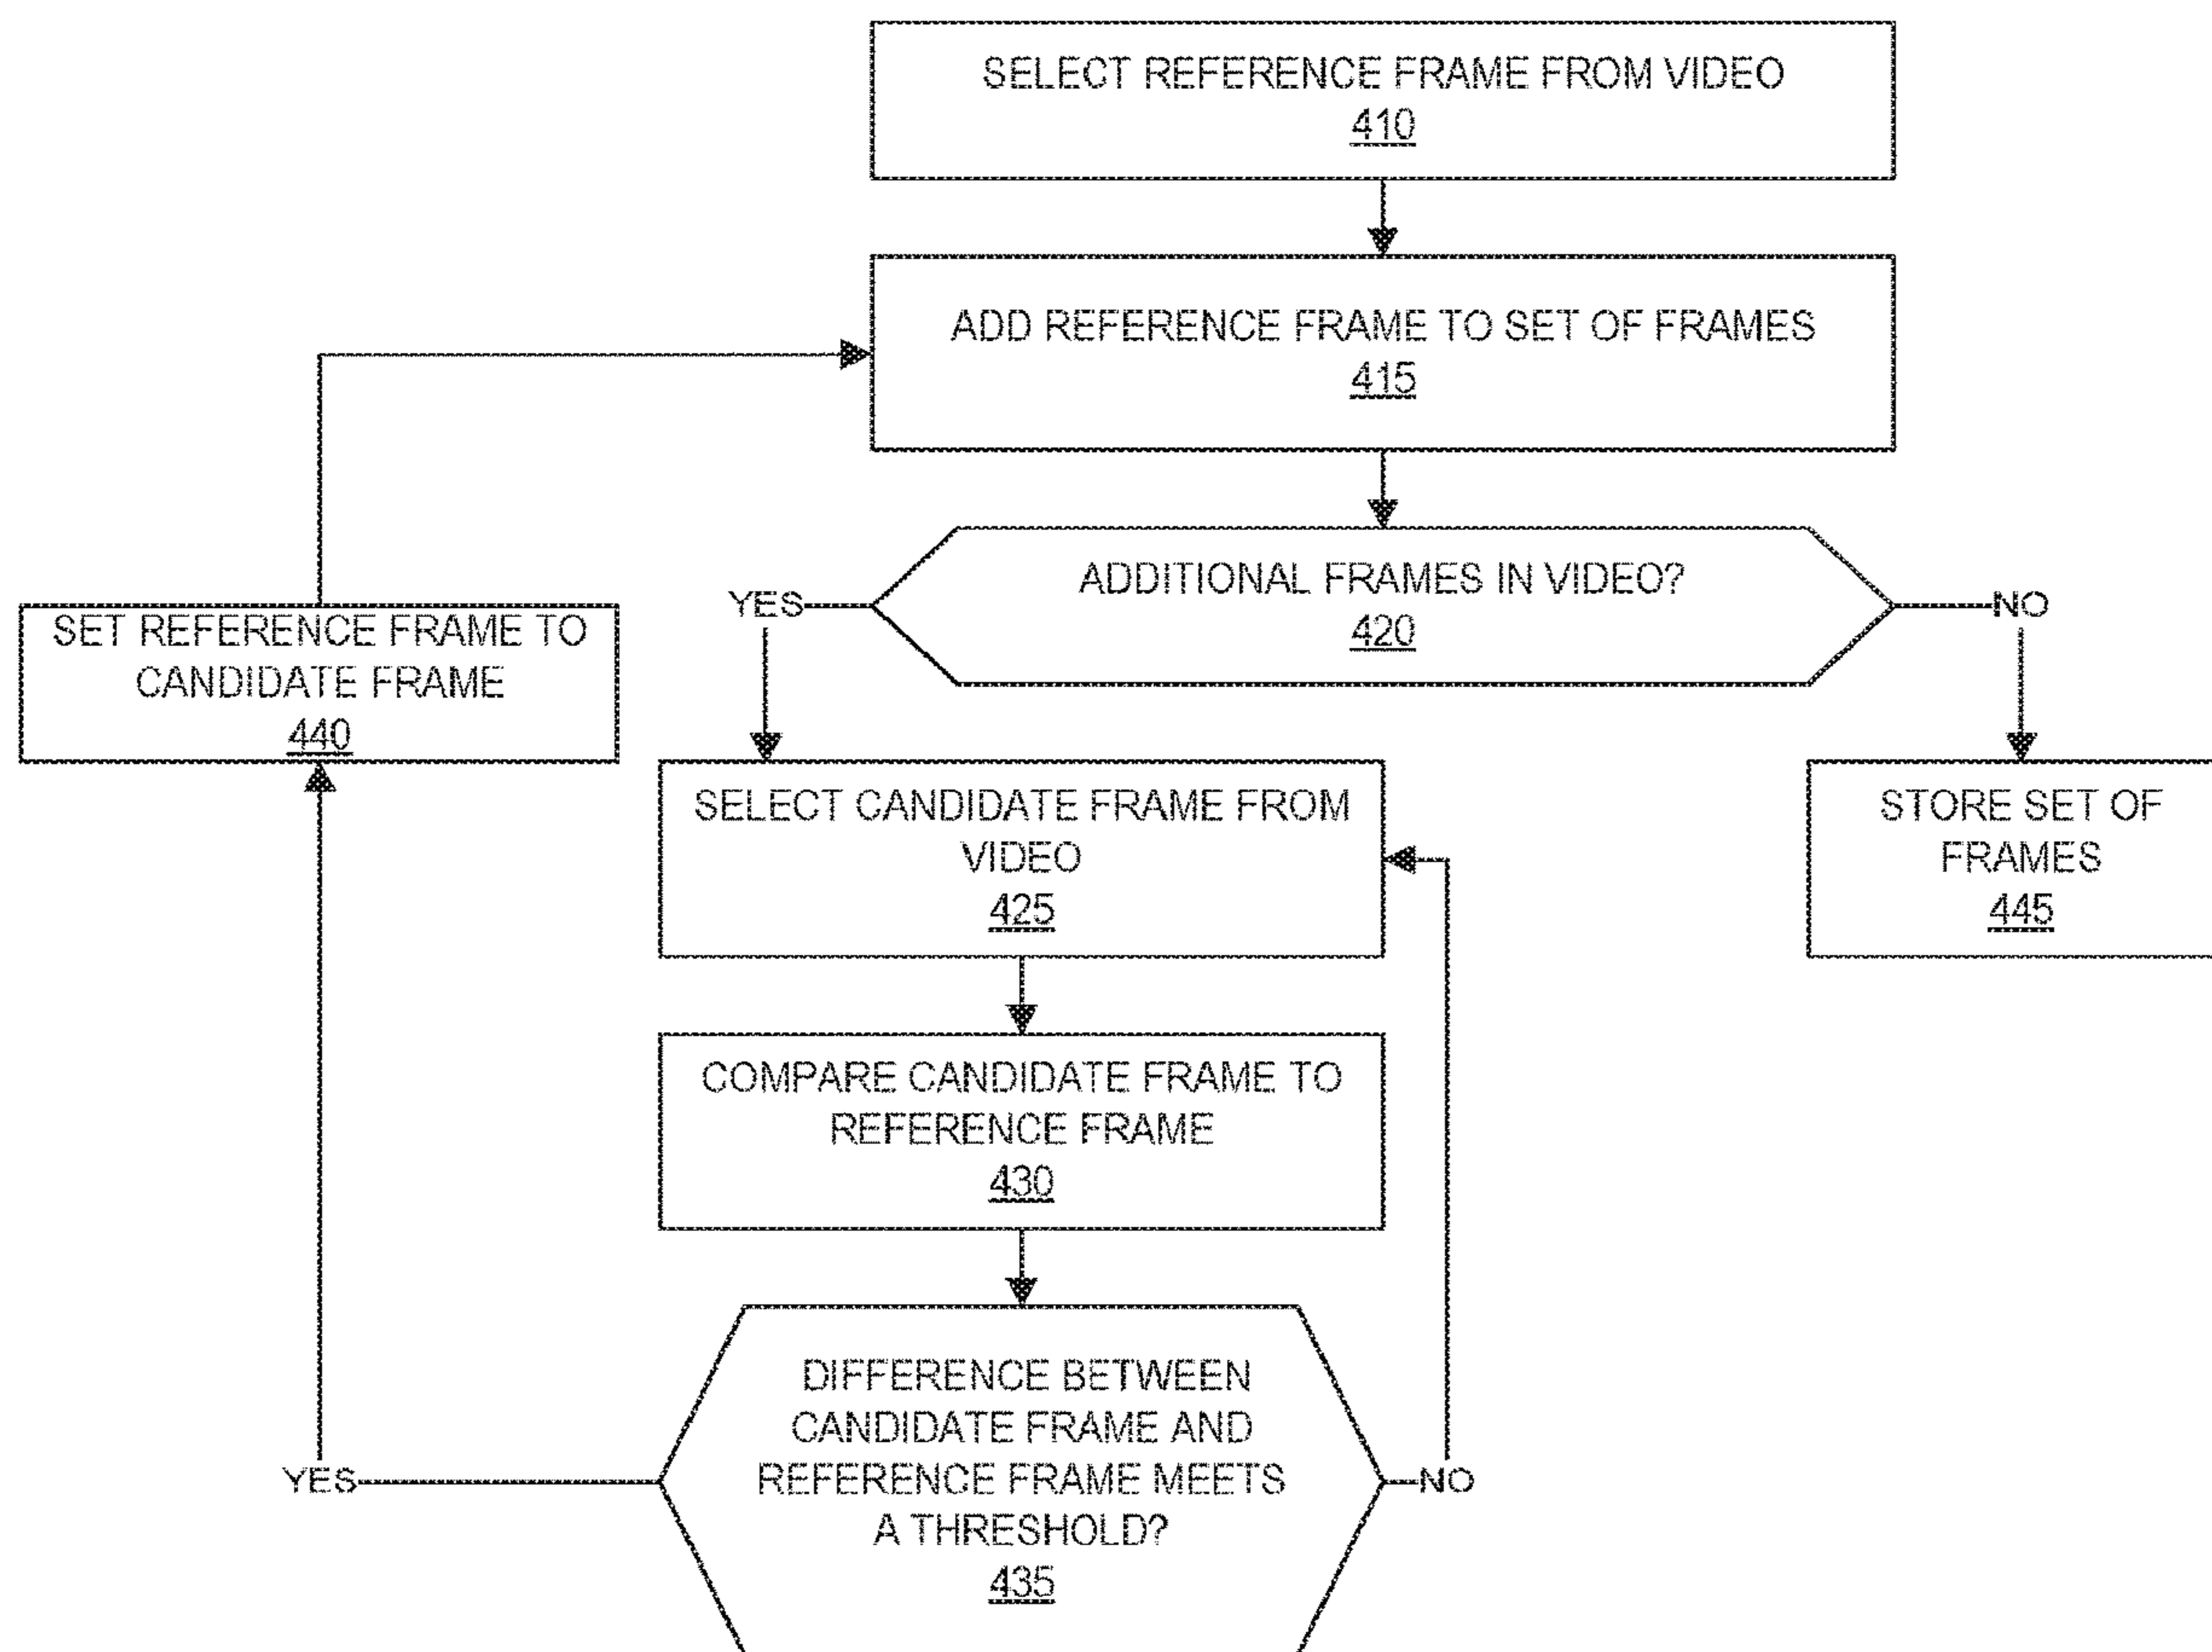 SELECT REFERENCE FRAME FROM VIDEO
410
ADD REFERENCE FRAME TO SET OF FRAMES
415
ADDITIONAL FRAMES IN VIDEO?
420
YES
NO
SET REFERENCE FRAME TO
CANDIDATE FRAME
440
SELECT CANDIDATE FRAME FROM
VIDEO
425
STORE SET OF
FRAMES
445
COMPARE CANDIDATE FRAME TO
REFERENCE FRAME
430
DIFFERENCE BETWEEN
CANDIDATE FRAME AND
REFERENCE FRAME MEETS
A THRESHOLD?
435
YES
NO